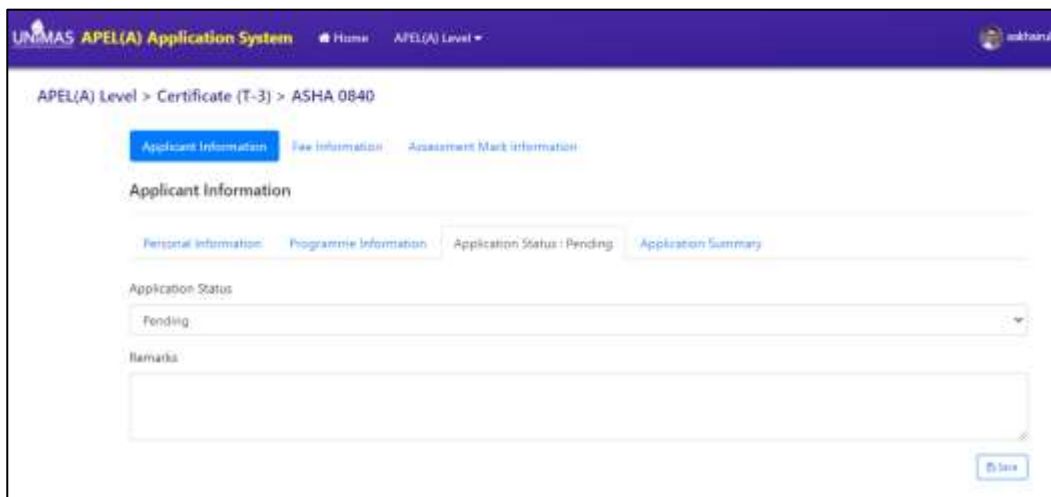 UNIMAS APEL(A) Application System Home APEL(A) Level
APEL(A) Level > Certificate (T-3) > ASHA 0840
Applicant Information Fee Information Assessment Mark Information
Applicant Information
Personal Information Programme Information Application Status : Pending Application Summary
Application Status
Pending
Remarks
Save